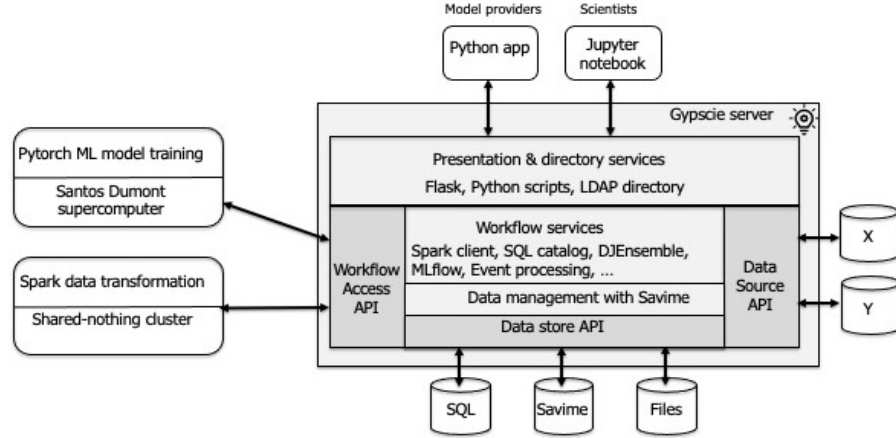 Model providers
Scientists
Python app
Jupyter
notebook
Gypscie server
Pytorch ML model training
Santos Dumont
supercomputer
Spark data transformation
Shared-nothing cluster
Presentation & directory services
Flask, Python scripts, LDAP directory
Workflow
Access
API
Workflow services
Spark client, SQL catalog, DJEnsemble,
MLflow, Event processing, ...
Data management with Savime
Data store API
Data
Source
API
X
Y
SQL
Savime
Files